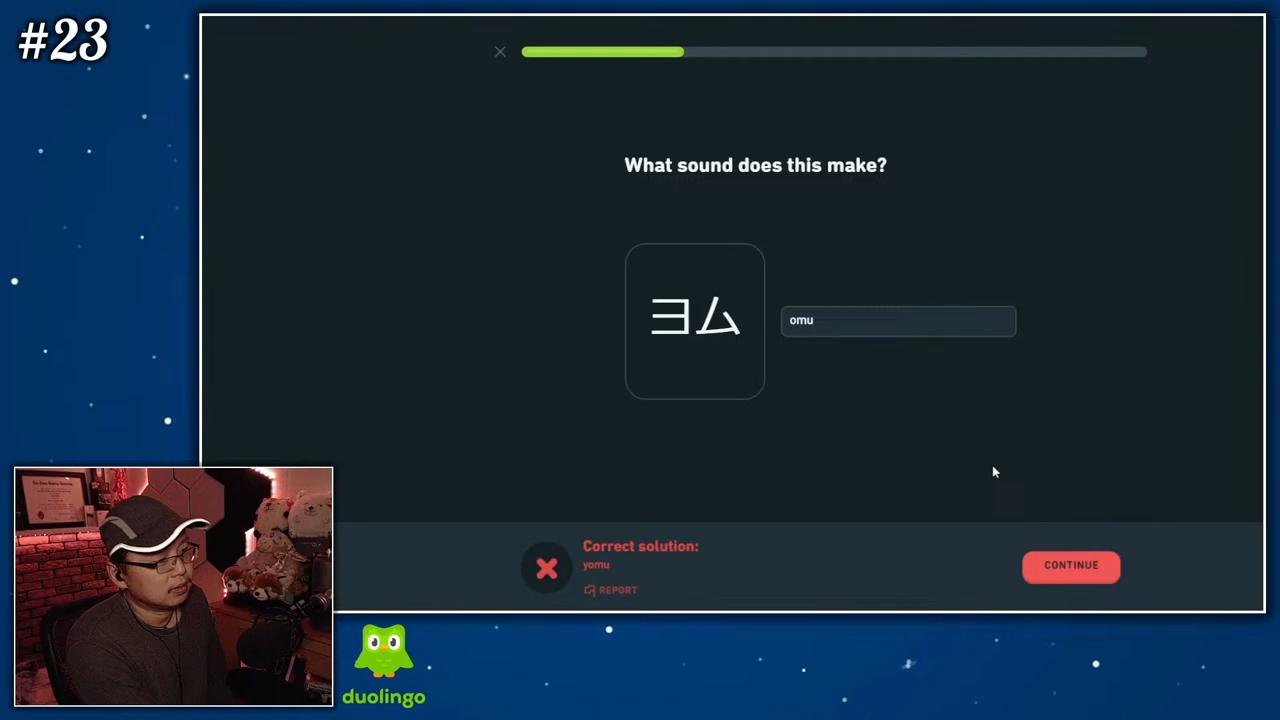 #23
What sound does this make?
ヨム
omu
Correct solution:
yomu
REPORT
CONTINUE
duolingo